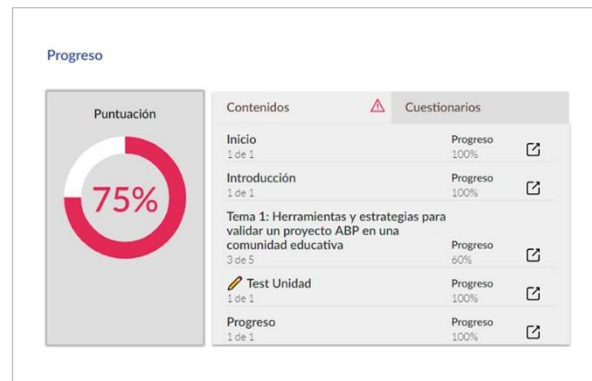 Progreso
Puntuación
75%
Contenidos
Cuestionarios
Inicio
1 de 1
Progreso
100%
Introducción
1 de 1
Progreso
100%
Tema 1: Herramientas y estrategias para
validar un proyecto ABP en una
comunidad educativa
3 de 5
Progreso
60%
Test Unidad
1 de 1
Progreso
100%
Progreso
1 de 1
Progreso
100%